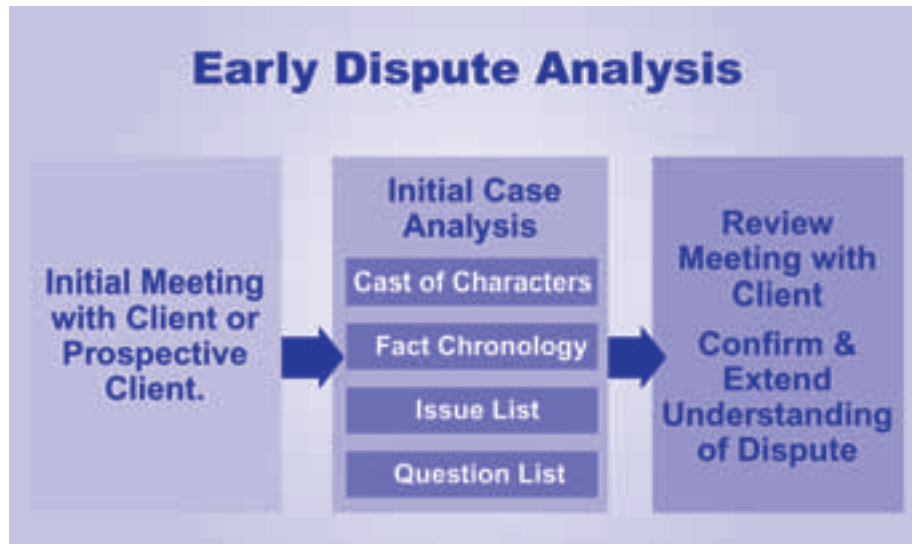 Early Dispute Analysis
Initial Meeting
with Client or
Prospective
Client.
Initial Case
Analysis
Cast of Characters
Fact Chronology
Issue List
Question List
Review
Meeting with
Client
Confirm &
Extend
Understanding
of Dispute